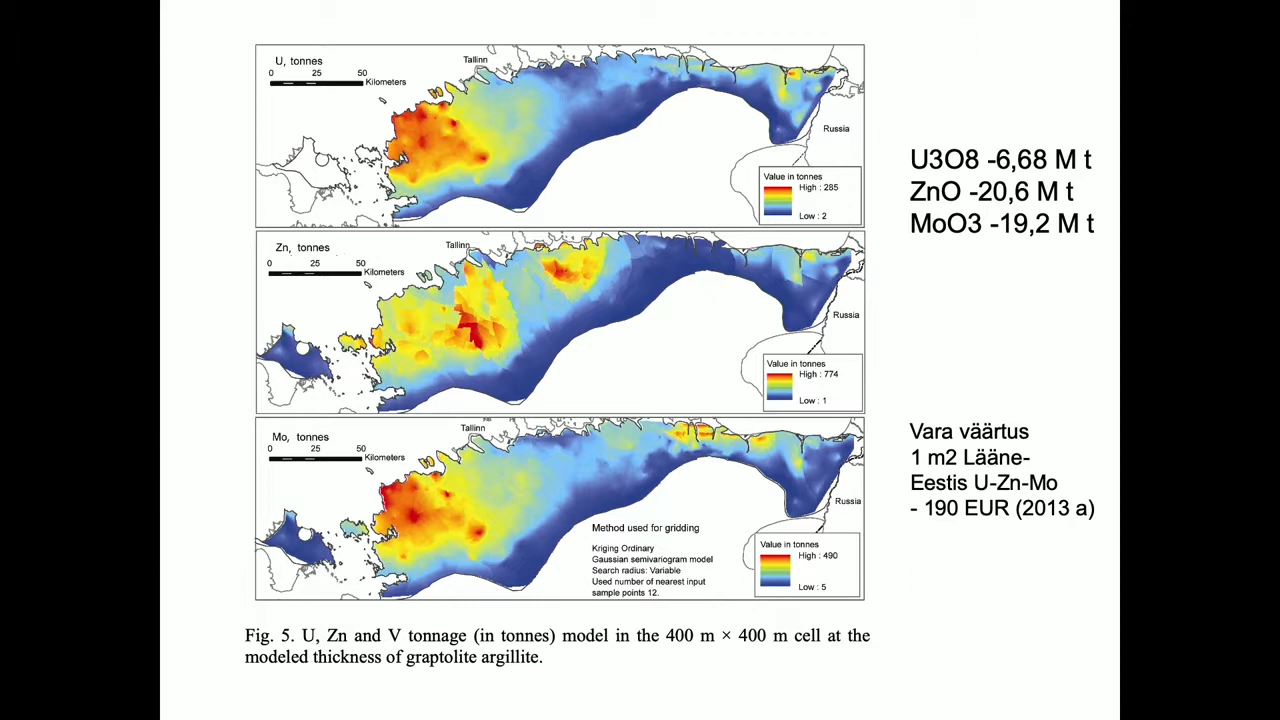 U, tonnes
0 25 50
Kilometers
Tallinn
Russia
Value in tonnes
High : 285
Low : 2
Zn, tonnes
0 25 50
Kilometers
Tallinn
Russia
Value in tonnes
High : 774
Low : 1
Mo, tonnes
0 25 50
Kilometers
Tallinn
Russia
Method used for gridding
Kriging Ordinary
Gaussian semivariogram model
Search radius: Variable
Used number of nearest input
sample points 12.
Value in tonnes
High : 490
Low : 5
Fig. 5. U, Zn and V tonnage (in tonnes) model in the 400 m × 400 m cell at the
modeled thickness of graptolite argillite.
U3O8 -6,68 M t
ZnO -20,6 M t
MoO3 -19,2 M t
Vara väärtus
1 m2 Lääne-
Eestis U-Zn-Mo
- 190 EUR (2013 a)